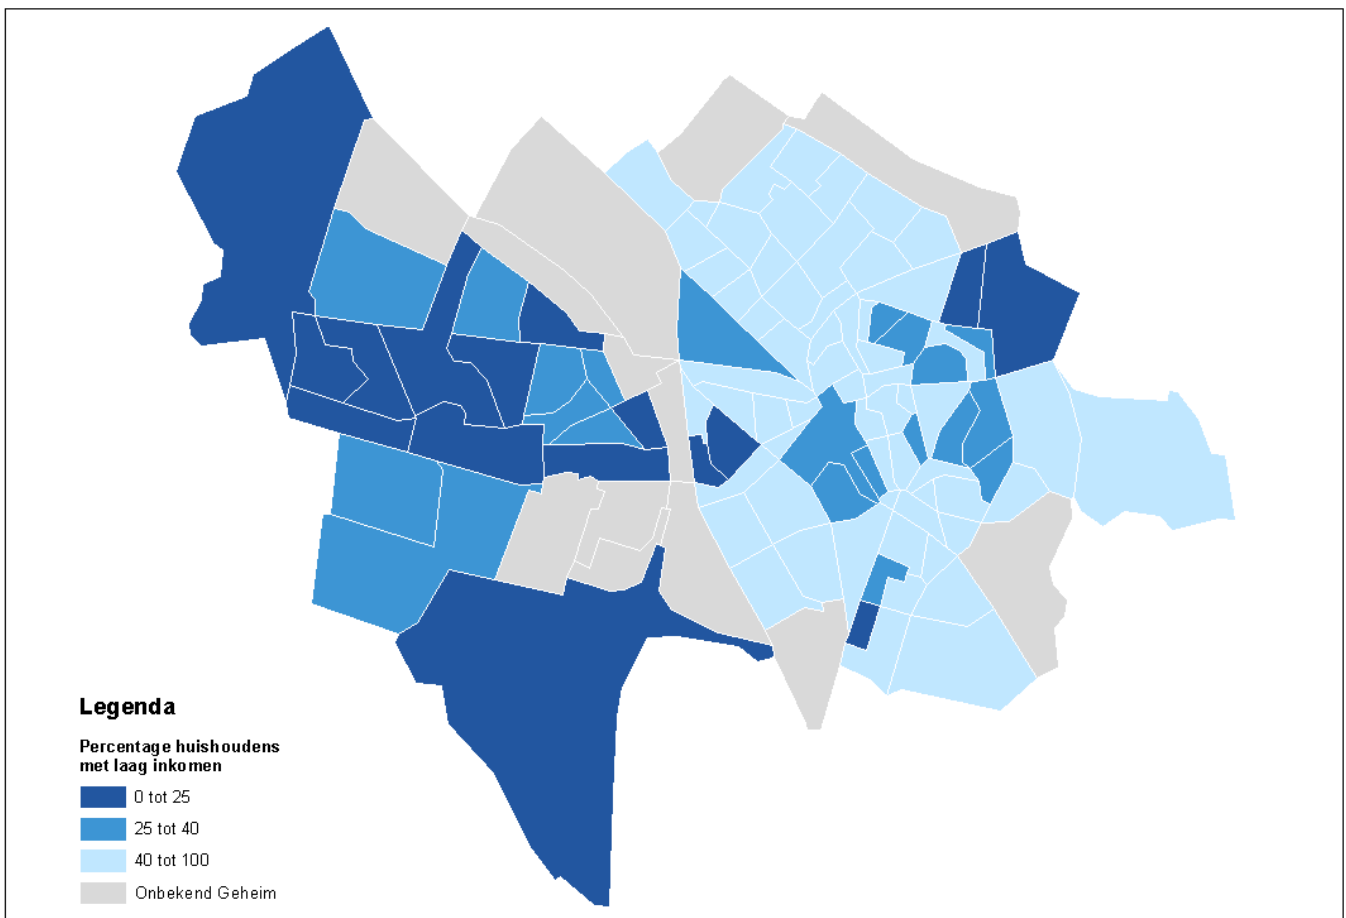 Legenda
Percentage huishoudens
met laag inkomen
0 tot 25
25 tot 40
40 tot 100
Onbekend Geheim